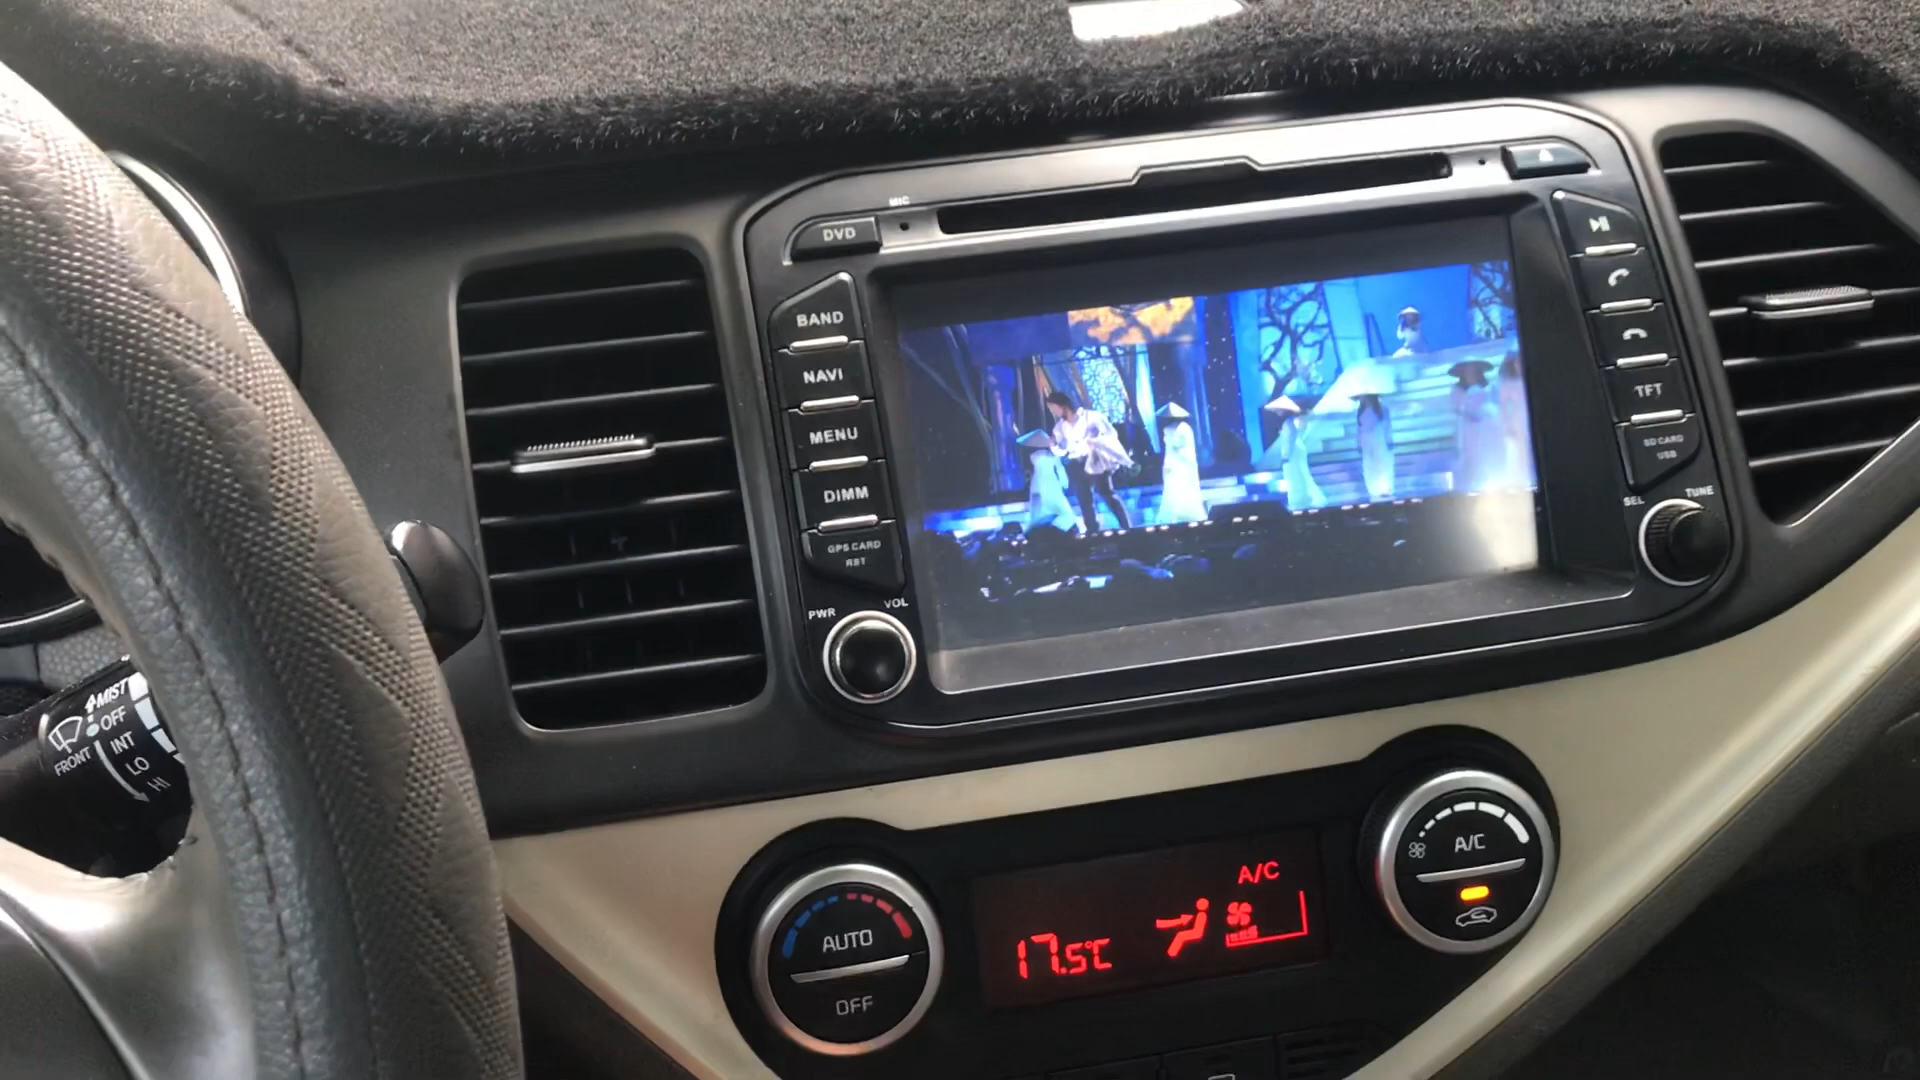 MIC
DVD
BAND
NAVI
MENU
DIMM
GPS CARD
RST
PWR
VOL
TFT
SD CARD
USB
SEL
TUNE
MIST
OFF
INT
LO
HI
FRONT
AUTO
OFF
17.5°C
A/C
A/C